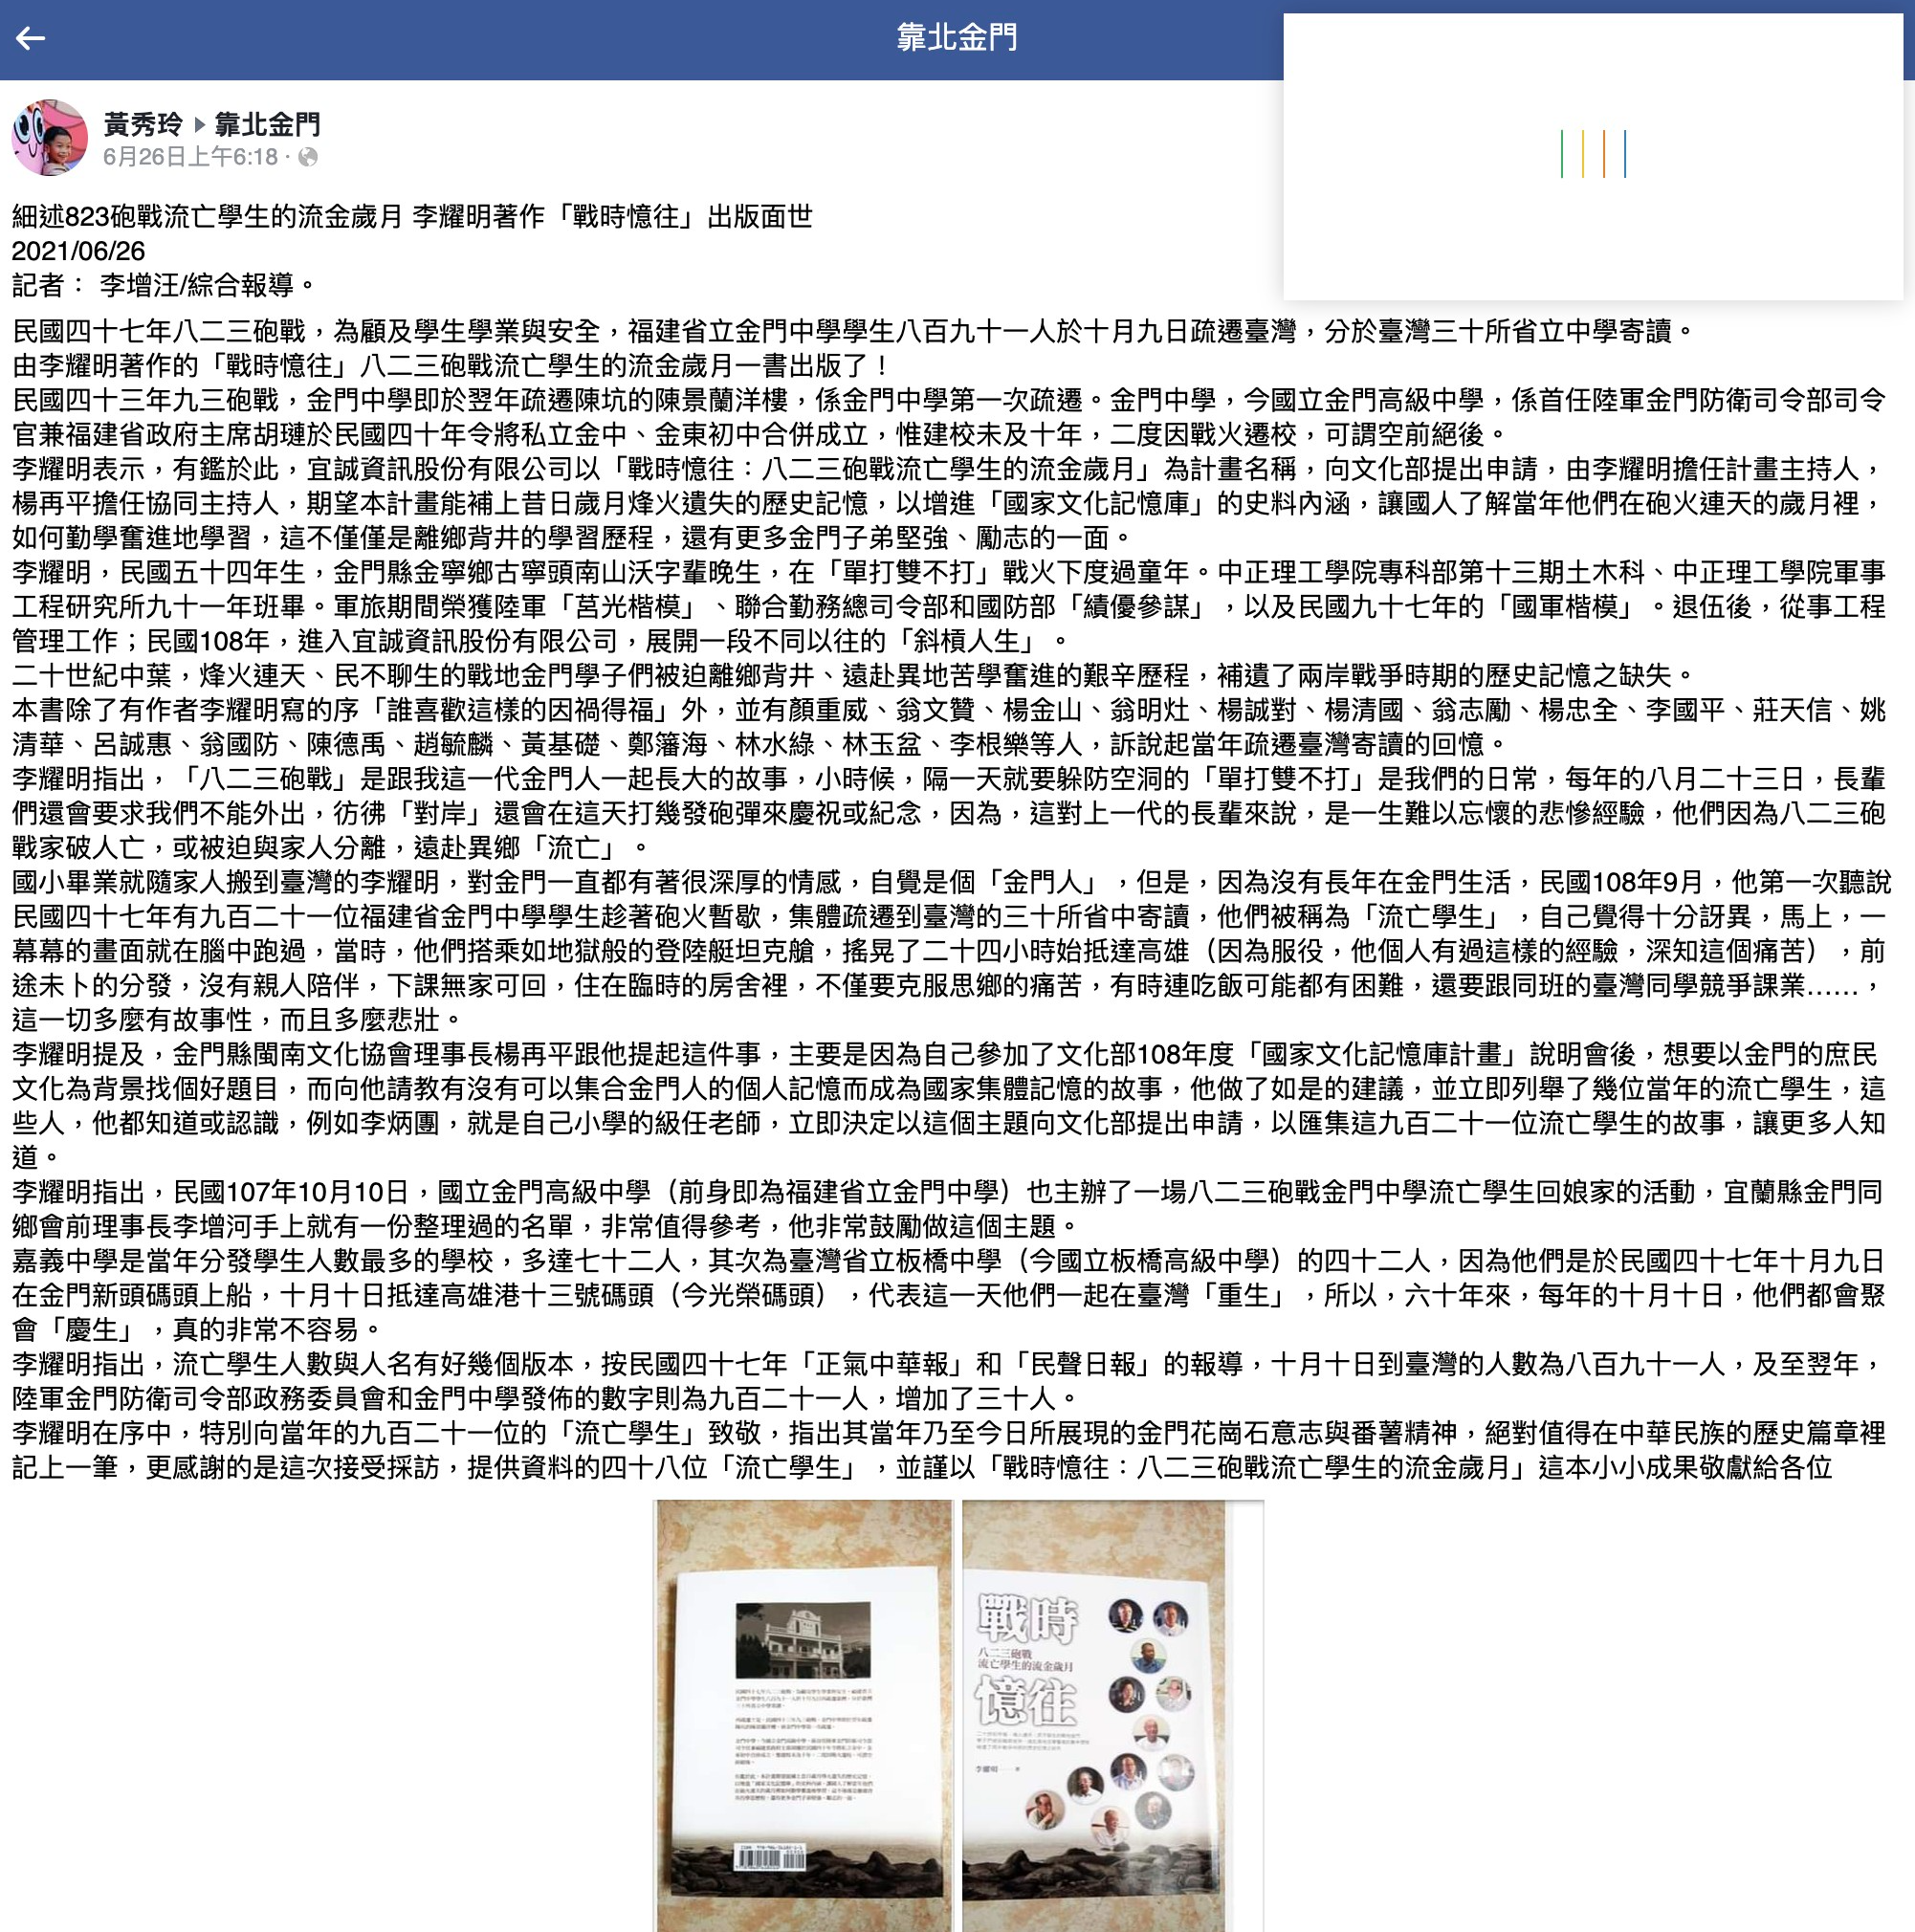 靠北金門
黃秀玲 ▸ 靠北金門
6月26日上午6:18 ·
細述823砲戰流亡學生的流金歲月 李耀明著作「戰時憶往」出版面世
2021/06/26
記者： 李增汪/綜合報導。
民國四十七年八二三砲戰，為顧及學生學業與安全，福建省立金門中學學生八百九十一人於十月九日疏遷臺灣，分於臺灣三十所省立中學寄讀。
由李耀明著作的「戰時憶往」八二三砲戰流亡學生的流金歲月一書出版了！
民國四十三年九三砲戰，金門中學即於翌年疏遷陳坑的陳景蘭洋樓，係金門中學第一次疏遷。金門中學，今國立金門高級中學，係首任陸軍金門防衛司令部司令
官兼福建省政府主席胡璉於民國四十年令將私立金中、金東初中合併成立，惟建校未及十年，二度因戰火遷校，可謂空前絕後。
李耀明表示，有鑑於此，宜誠資訊股份有限公司以「戰時憶往：八二三砲戰流亡學生的流金歲月」為計畫名稱，向文化部提出申請，由李耀明擔任計畫主持人，
楊再平擔任協同主持人，期望本計畫能補上昔日歲月烽火遺失的歷史記憶，以增進「國家文化記憶庫」的史料內涵，讓國人了解當年他們在砲火連天的歲月裡，
如何勤學奮進地學習，這不僅僅是離鄉背井的學習歷程，還有更多金門子弟堅強、勵志的一面。
李耀明，民國五十四年生，金門縣金寧鄉古寧頭南山沃字輩晚生，在「單打雙不打」戰火下度過童年。中正理工學院專科部第十三期土木科、中正理工學院軍事
工程研究所九十一年班畢。軍旅期間榮獲陸軍「莒光楷模」、聯合勤務總司令部和國防部「績優參謀」，以及民國九十七年的「國軍楷模」。退伍後，從事工程
管理工作；民國108年，進入宜誠資訊股份有限公司，展開一段不同以往的「斜槓人生」。
二十世紀中葉，烽火連天、民不聊生的戰地金門學子們被迫離鄉背井、遠赴異地苦學奮進的艱辛歷程，補遺了兩岸戰爭時期的歷史記憶之缺失。
本書除了有作者李耀明寫的序「誰喜歡這樣的因禍得福」外，並有顏重威、翁文贊、楊金山、翁明灶、楊誠對、楊清國、翁志勵、楊忠全、李國平、莊天信、姚
清華、呂誠惠、翁國防、陳德禹、趙毓麟、黃基礎、鄭藩海、林水綠、林玉盆、李根樂等人，訴說起當年疏遷臺灣寄讀的回憶。
李耀明指出，「八二三砲戰」是跟我這一代金門人一起長大的故事，小時候，隔一天就要躲防空洞的「單打雙不打」是我們的日常，每年的八月二十三日，長輩
們還會要求我們不能外出，彷彿「對岸」還會在這天打幾發砲彈來慶祝或紀念，因為，這對上一代的長輩來說，是一生難以忘懷的悲慘經驗，他們因為八二三砲
戰家破人亡，或被迫與家人分離，遠赴異鄉「流亡」。
國小畢業就隨家人搬到臺灣的李耀明，對金門一直都有著很深厚的情感，自覺是個「金門人」，但是，因為沒有長年在金門生活，民國108年9月，他第一次聽說
民國四十七年有九百二十一位福建省金門中學學生趁著砲火暫歇，集體疏遷到臺灣的三十所省中寄讀，他們被稱為「流亡學生」，自己覺得十分訝異，馬上，一
幕幕的畫面就在腦中跑過，當時，他們搭乘如地獄般的登陸艇坦克艙，搖晃了二十四小時始抵達高雄（因為服役，他個人有過這樣的經驗，深知這個痛苦），前
途未卜的分發，沒有親人陪伴，下課無家可回，住在臨時的房舍裡，不僅要克服思鄉的痛苦，有時連吃飯可能都有困難，還要跟同班的臺灣同學競爭課業……，
這一切多麼有故事性，而且多麼悲壯。
李耀明提及，金門縣閩南文化協會理事長楊再平跟他提起這件事，主要是因為自己參加了文化部108年度「國家文化記憶庫計畫」說明會後，想要以金門的庶民
文化為背景找個好題目，而向他請教有沒有可以集合金門人的個人記憶而成為國家集體記憶的故事，他做了如是的建議，並立即列舉了幾位當年的流亡學生，這
些人，他都知道或認識，例如李炳團，就是自己小學的級任老師，立即決定以這個主題向文化部提出申請，以匯集這九百二十一位流亡學生的故事，讓更多人知
道。
李耀明指出，民國107年10月10日，國立金門高級中學（前身即為福建省立金門中學）也主辦了一場八二三砲戰金門中學流亡學生回娘家的活動，宜蘭縣金門同
鄉會前理事長李增河手上就有一份整理過的名單，非常值得參考，他非常鼓勵做這個主題。
嘉義中學是當年分發學生人數最多的學校，多達七十二人，其次為臺灣省立板橋中學（今國立板橋高級中學）的四十二人，因為他們是於民國四十七年十月九日
在金門新頭碼頭上船，十月十日抵達高雄港十三號碼頭（今光榮碼頭），代表這一天他們一起在臺灣「重生」，所以，六十年來，每年的十月十日，他們都會聚
會「慶生」，真的非常不容易。
李耀明指出，流亡學生人數與人名有好幾個版本，按民國四十七年「正氣中華報」和「民聲日報」的報導，十月十日到臺灣的人數為八百九十一人，及至翌年，
陸軍金門防衛司令部政務委員會和金門中學發佈的數字則為九百二十一人，增加了三十人。
李耀明在序中，特別向當年的九百二十一位的「流亡學生」致敬，指出其當年乃至今日所展現的金門花崗石意志與番薯精神，絕對值得在中華民族的歷史篇章裡
記上一筆，更感謝的是這次接受採訪，提供資料的四十八位「流亡學生」，並謹以「戰時憶往：八二三砲戰流亡學生的流金歲月」這本小小成果敬獻給各位
戰時
八二三砲戰
流亡學生的流金歲月
憶往
李耀明